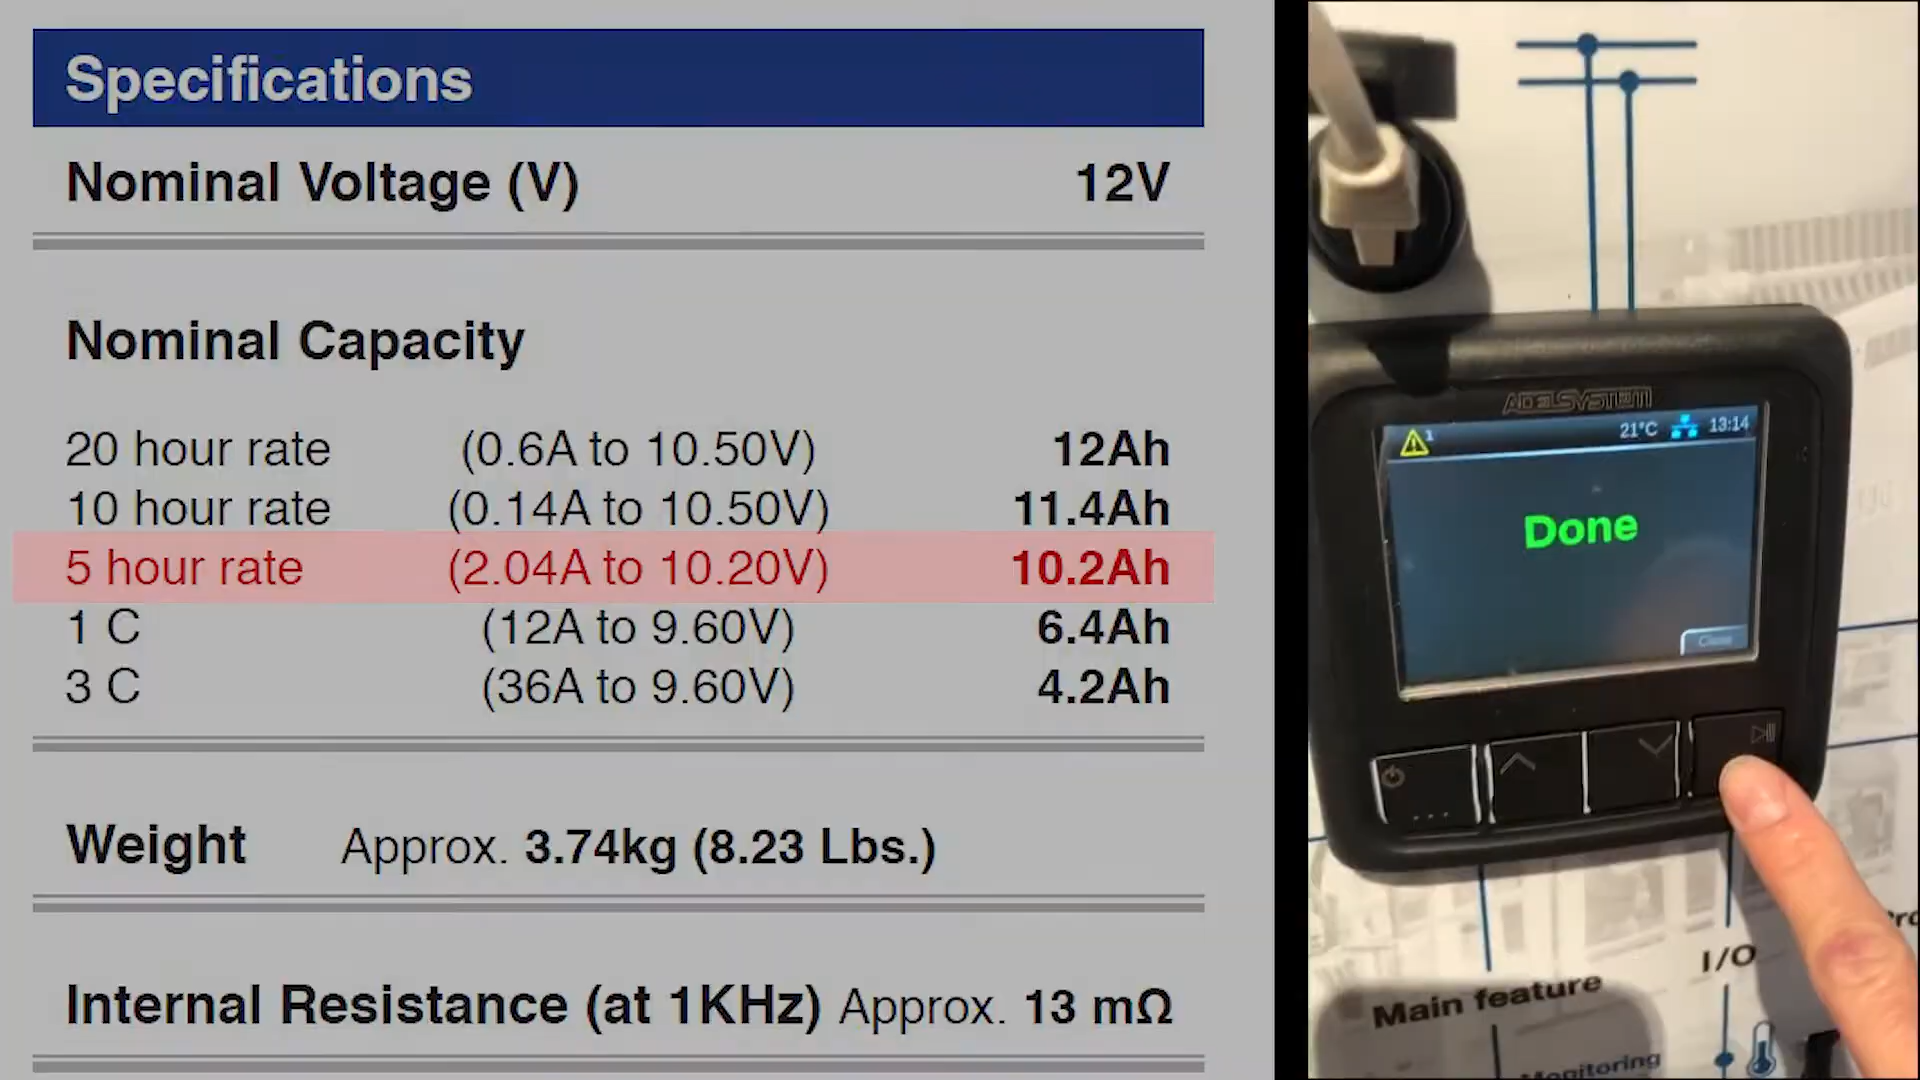 Specifications
Nominal Voltage (V) 12V
Nominal Capacity
20 hour rate (0.6A to 10.50V) 12Ah
10 hour rate (0.14A to 10.50V) 11.4Ah
5 hour rate (2.04A to 10.20V) 10.2Ah
1 C (12A to 9.60V) 6.4Ah
3 C (36A to 9.60V) 4.2Ah
Weight Approx. 3.74kg (8.23 Lbs.)
Internal Resistance (at 1KHz) Approx. 13 mΩ
ADELSYSTEM
1 21°C 13:14
Done
Close
I/O
Main feature
Monitoring